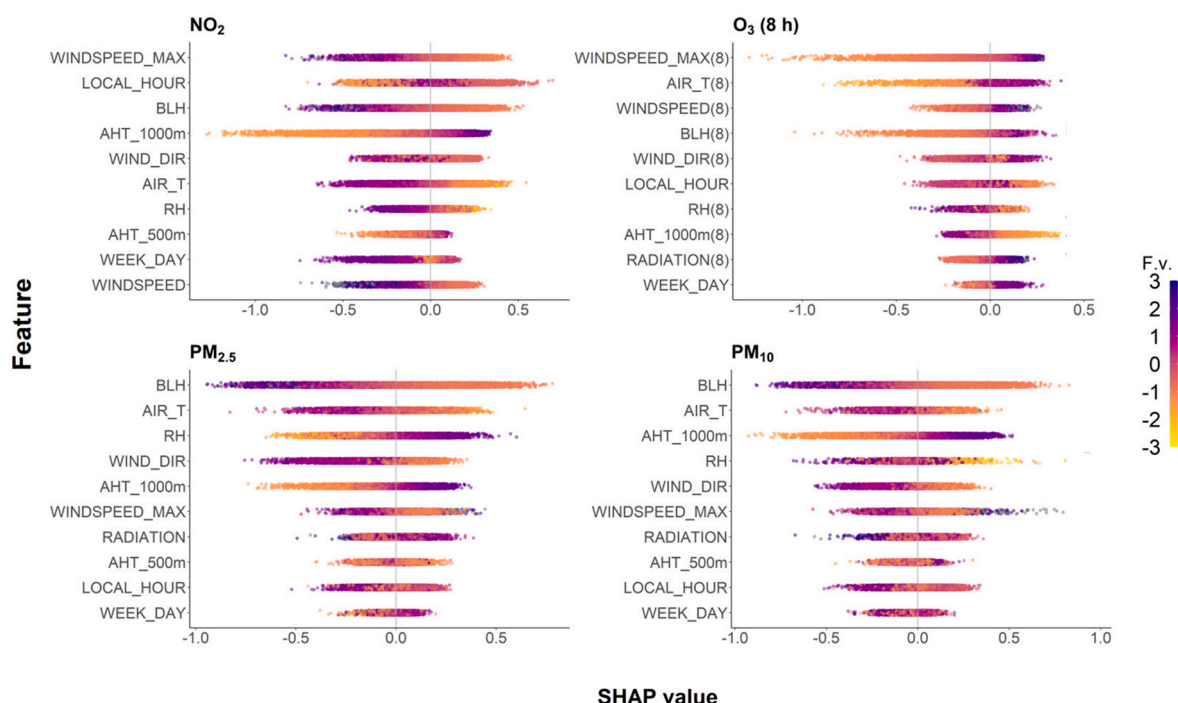 NO₂
WINDSPEED_MAX
LOCAL_HOUR
BLH
AHT_1000m
WIND_DIR
AIR_T
RH
AHT_500m
WEEK_DAY
WINDSPEED
-1.0 -0.5 0.0 0.5
O₃ (8 h)
WINDSPEED_MAX(8)
AIR_T(8)
WINDSPEED(8)
BLH(8)
WIND_DIR(8)
LOCAL_HOUR
RH(8)
AHT_1000m(8)
RADIATION(8)
WEEK_DAY
-1.0 -0.5 0.0 0.5
Feature
PM₂.₅
BLH
AIR_T
RH
WIND_DIR
AHT_1000m
WINDSPEED_MAX
RADIATION
AHT_500m
LOCAL_HOUR
WEEK_DAY
-1.0 -0.5 0.0 0.5
PM₁₀
BLH
AIR_T
AHT_1000m
RH
WIND_DIR
WINDSPEED_MAX
RADIATION
AHT_500m
LOCAL_HOUR
WEEK_DAY
-1.0 -0.5 0.0 0.5 1.0
F.v.
3
2
1
0
-1
-2
-3
SHAP value